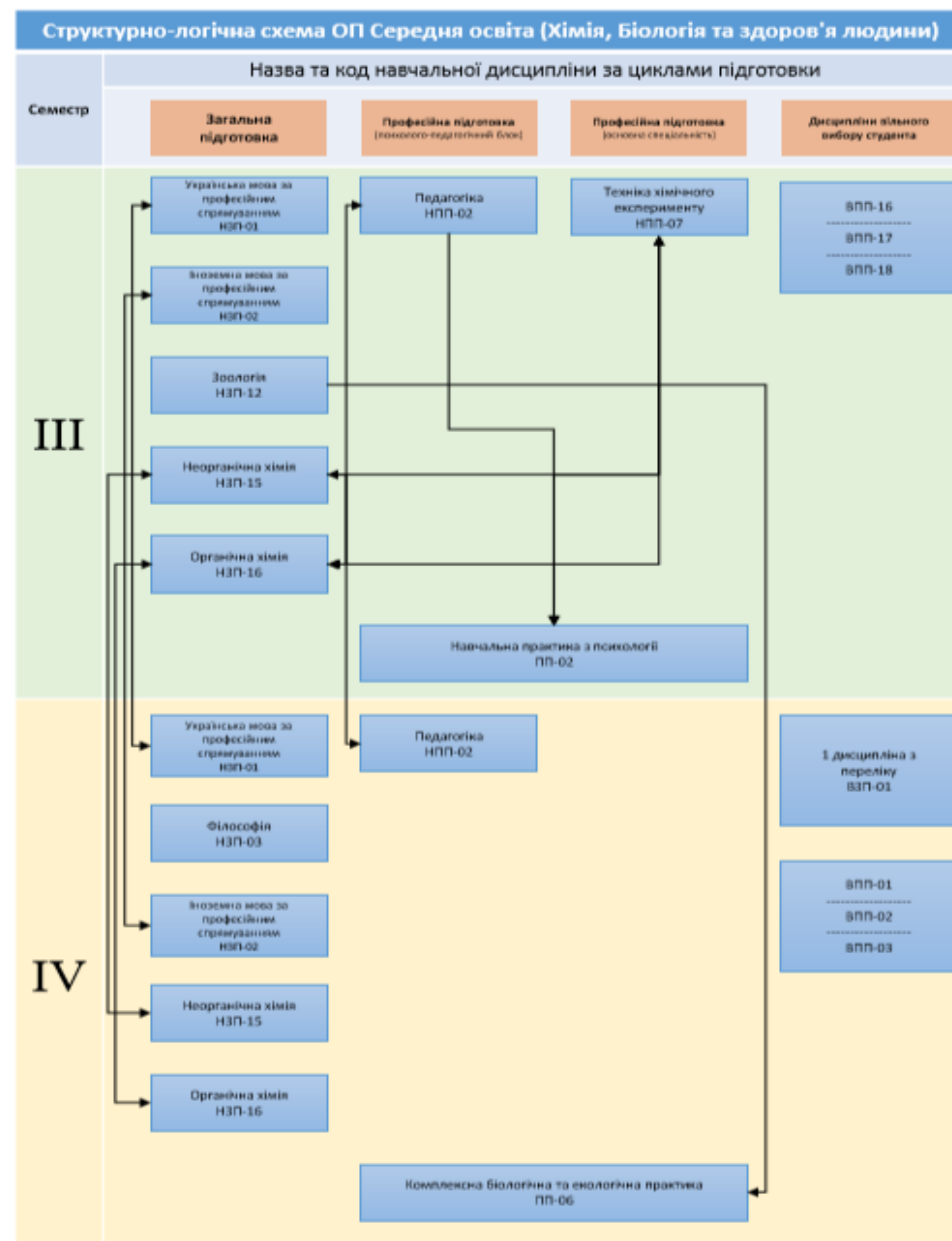 Структурно-логічна схема ОП Середня освіта (Хімія, Біологія та здоров'я людини)
Семестр
Назва та код навчальної дисципліни за циклами підготовки
Загальна
підготовка
Професійна підготовка
(психолого-педагогічний блок)
Професійна підготовка
(основна спеціальність)
Дисципліни вільного
вибору студента
III
Українська мова за
професійним
спрямуванням
НЗП-01
Педагогіка
НПП-02
Техніка хімічного
експерименту
НПП-07
ВПП-16
---------------
ВПП-17
---------------
ВПП-18
Іноземна мова за
професійним
спрямуванням
НЗП-02
Зоологія
НЗП-12
Неорганічна хімія
НЗП-15
Органічна хімія
НЗП-16
Навчальна практика з психології
ПП-02
IV
Українська мова за
професійним
спрямуванням
НЗП-01
Педагогіка
НПП-02
1 дисципліна з
переліку
ВЗП-01
Філософія
НЗП-03
Іноземна мова за
професійним
спрямуванням
НЗП-02
ВПП-01
---------------
ВПП-02
---------------
ВПП-03
Неорганічна хімія
НЗП-15
Органічна хімія
НЗП-16
Комплексна біологічна та екологічна практика
ПП-06